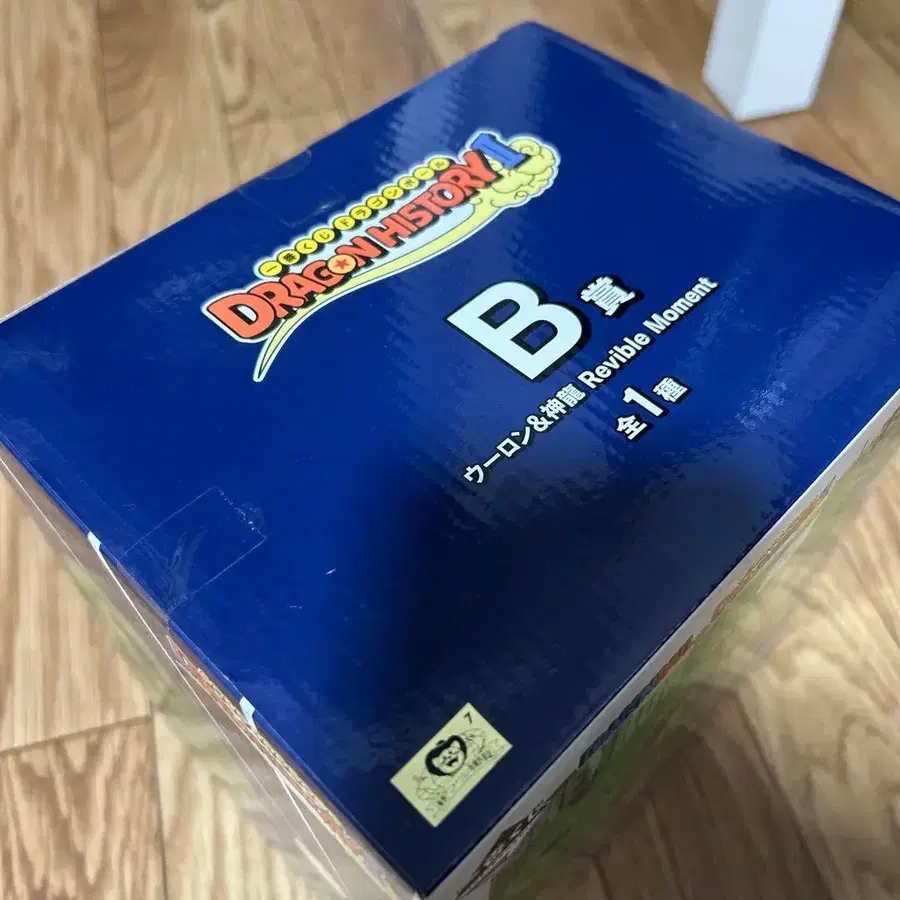 一番くじ ドラゴンボール
DRAGON HISTORY I
B賞
ウーロン&神龍 Revible Moment
全1種
7